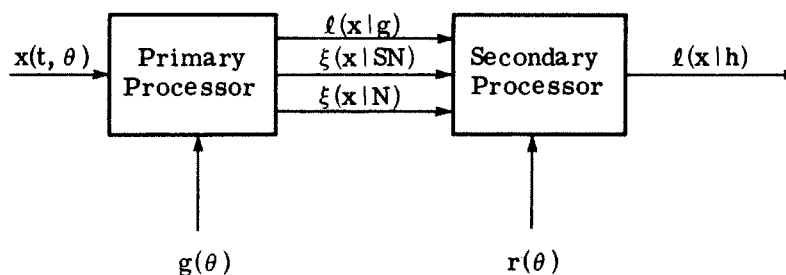 x(t, θ)
Primary
Processor
ℓ(x|g)
ξ(x|SN)
ξ(x|N)
Secondary
Processor
ℓ(x|h)
g(θ)
r(θ)